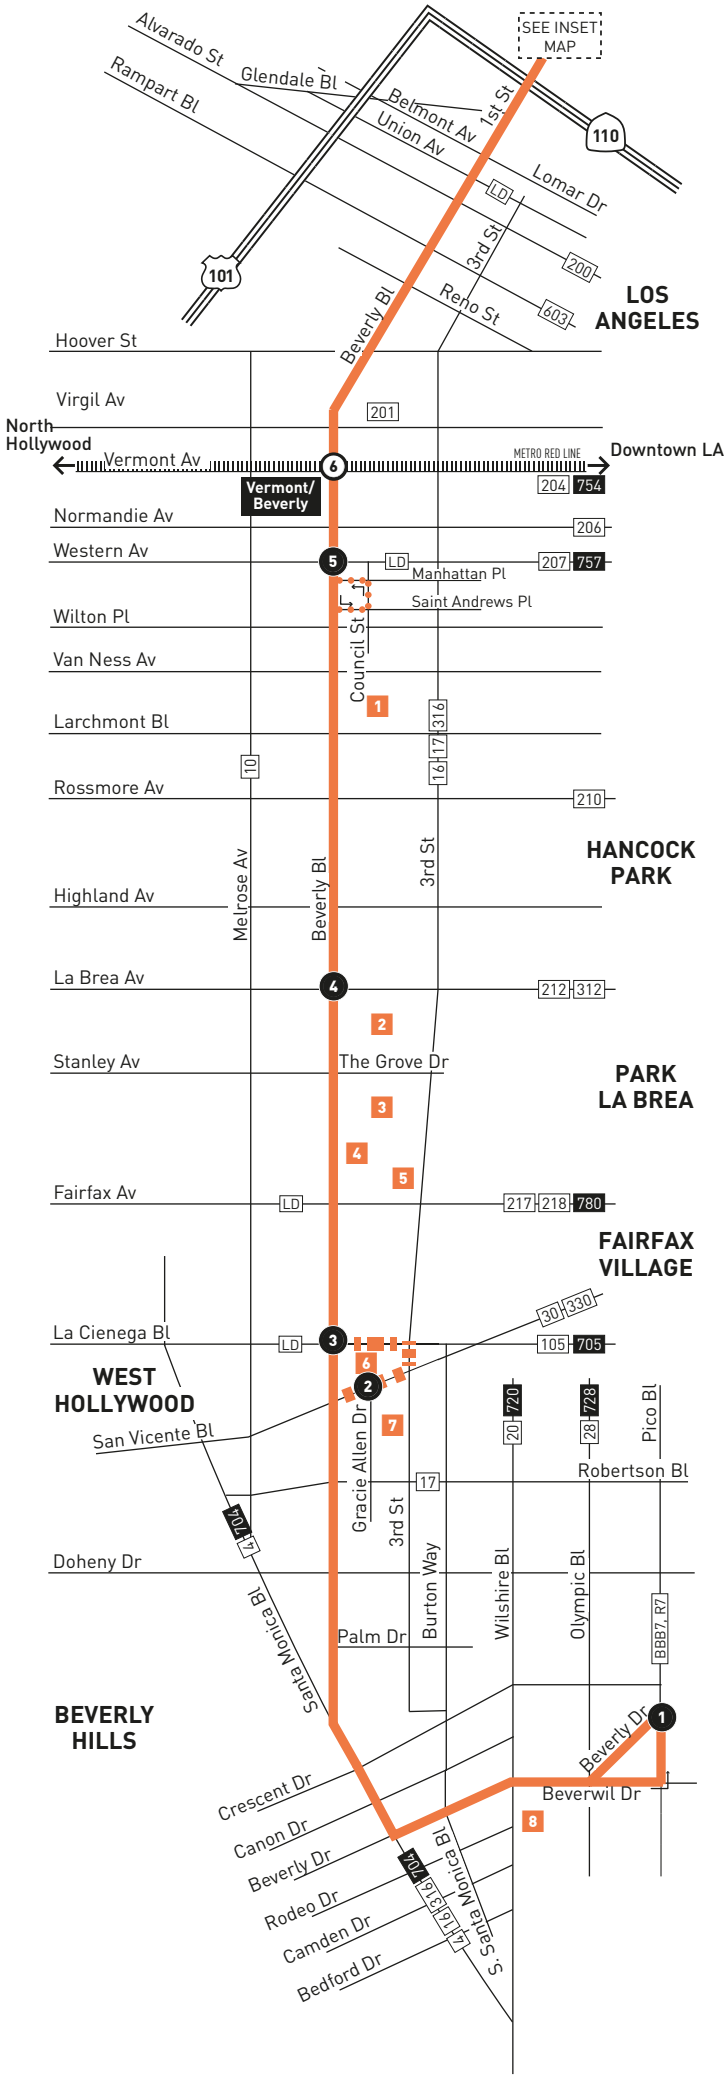 SEE INSET
MAP
Alvarado St
Glendale Bl
Rampart Bl
Belmont Av
Union Av
1st St
110
LD
Lomar Dr
3rd St
101
200
Reno St
603
LOS
ANGELES
Beverly Bl
Hoover St
Virgil Av
201
North
Hollywood
Vermont Av
6
METRO RED LINE
Downtown LA
Vermont/
Beverly
204
754
Normandie Av
206
Western Av
5
LD
207
757
Manhattan Pl
Saint Andrews Pl
Wilton Pl
Council St
Van Ness Av
1
Larchmont Bl
16
17
316
10
Rossmore Av
210
HANCOCK
PARK
Melrose Av
Beverly Bl
3rd St
Highland Av
La Brea Av
4
212
312
2
Stanley Av
The Grove Dr
PARK
LA BREA
3
4
5
Fairfax Av
LD
217
218
780
FAIRFAX
VILLAGE
30
330
La Cienega Bl
LD
3
105
705
6
WEST
HOLLYWOOD
2
San Vicente Bl
Gracie Allen Dr
7
20
720
28
728
Pico Bl
17
Robertson Bl
704
4
3rd St
Doheny Dr
Burton Way
Wilshire Bl
Olympic Bl
BBB7, R7
Santa Monica Bl
Palm Dr
BEVERLY
HILLS
1
Beverly Dr
Beverwil Dr
Crescent Dr
8
Canon Dr
Beverly Dr
Rodeo Dr
704
316
16
4
S. Santa Monica Bl
Camden Dr
Bedford Dr